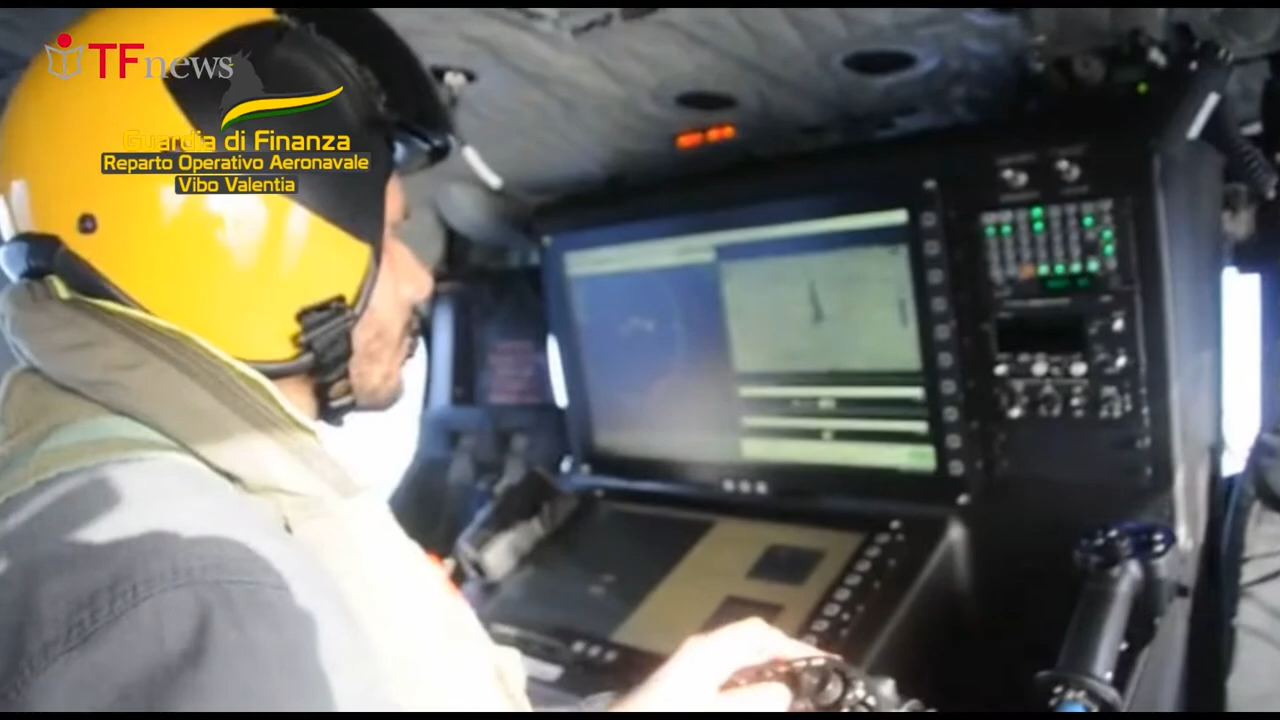 TFnews
Guardia di Finanza
Reparto Operativo Aeronavale
Vibo Valentia